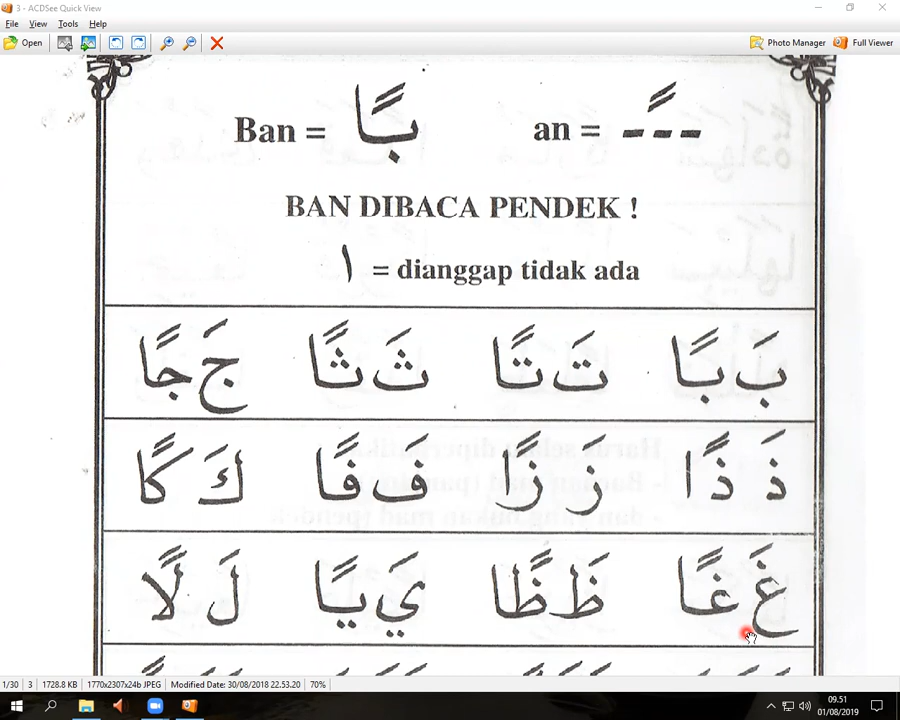 3 - ACDSee Quick View
File View Tools Help
Open Photo Manager Full Viewer
Ban = بًا an = ---ً
BAN DIBACA PENDEK !
ا = dianggap tidak ada
بَ بًا تَ تًا ثَ ثًا جَ جًا
ذَ ذًا زَ زًا فَ فًا كَ كًا
غَ غًا ظَ ظًا يَ يًا لَ لًا
1/30 3 1728.8 KB 1770x2307x24b JPEG Modified Date: 30/08/2018 22.53.20 70%
09.51
01/08/2019